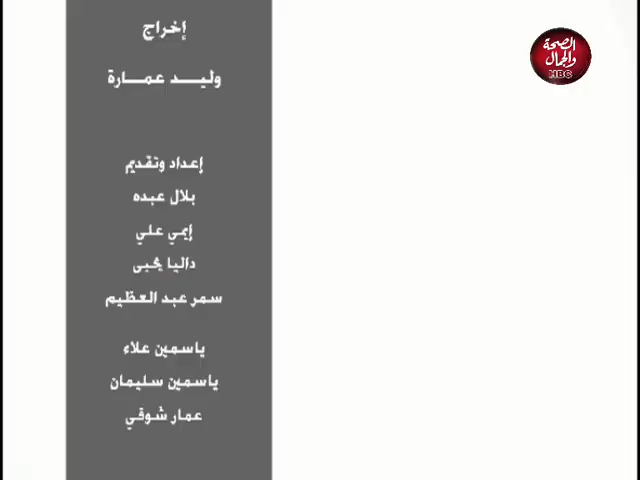 إخراج
وليـــد عمـــارة
إعداد وتقديم
بلال عبده
إيمي علي
داليا يحيى
سمر عبد العظيم
ياسمين علاء
ياسمين سليمان
عمار شوقي
الصحة
والجمال
HBC